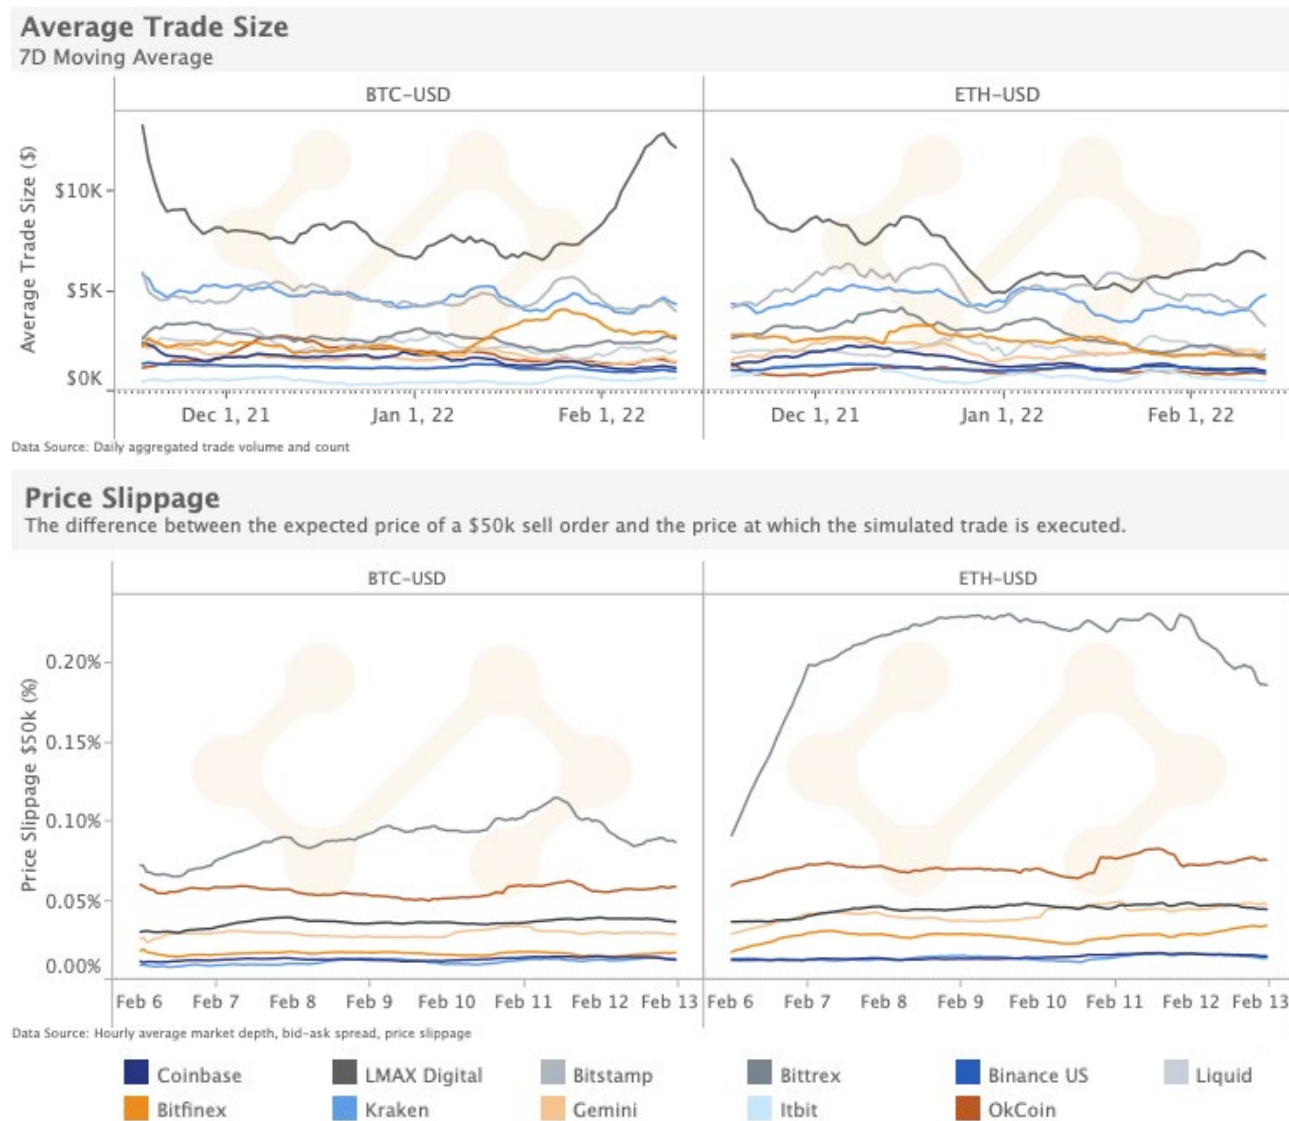 Average Trade Size
7D Moving Average
BTC-USD
ETH-USD
Average Trade Size ($)
$10K
$5K
$0K
Dec 1, 21
Jan 1, 22
Feb 1, 22
Dec 1, 21
Jan 1, 22
Feb 1, 22
Data Source: Daily aggregated trade volume and count
Price Slippage
The difference between the expected price of a $50k sell order and the price at which the simulated trade is executed.
BTC-USD
ETH-USD
Price Slippage $50k (%)
0.20%
0.15%
0.10%
0.05%
0.00%
Feb 6 Feb 7 Feb 8 Feb 9 Feb 10 Feb 11 Feb 12 Feb 13
Feb 6 Feb 7 Feb 8 Feb 9 Feb 10 Feb 11 Feb 12 Feb 13
Data Source: Hourly average market depth, bid-ask spread, price slippage
Coinbase LMAX Digital Bitstamp Bittrex Binance US Liquid
Bitfinex Kraken Gemini Itbit OkCoin